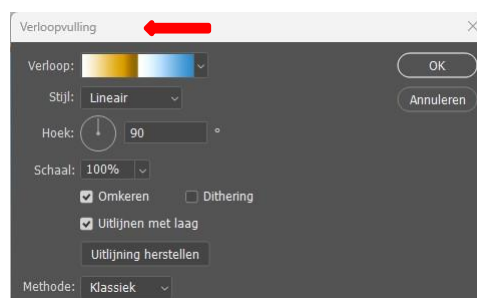 Verloopvulling
Verloop:
OK
Stijl: Lineair
Annuleren
Hoek: 90 °
Schaal: 100%
Omkeren Dithering
Uitlijnen met laag
Uitlijning herstellen
Methode: Klassiek